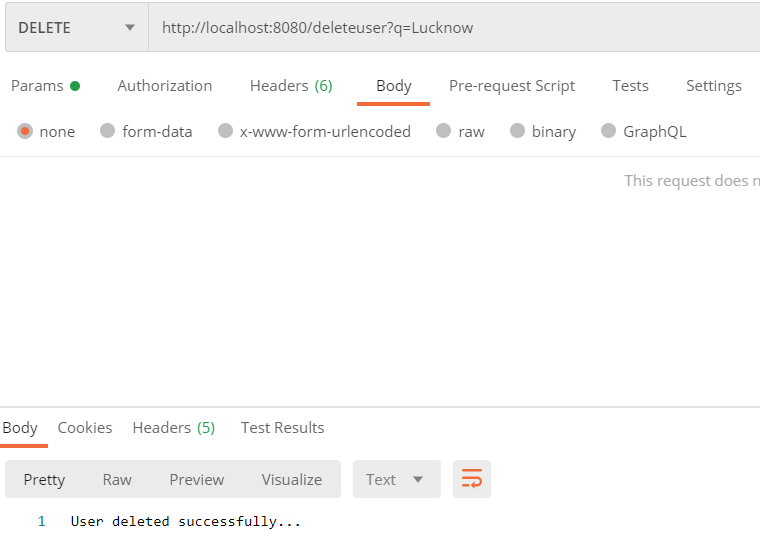 DELETE http://localhost:8080/deleteuser?q=Lucknow
Params Authorization Headers (6) Body Pre-request Script Tests Settings
none form-data x-www-form-urlencoded raw binary GraphQL
This request does n
Body Cookies Headers (5) Test Results
Pretty Raw Preview Visualize Text
1 User deleted successfully...